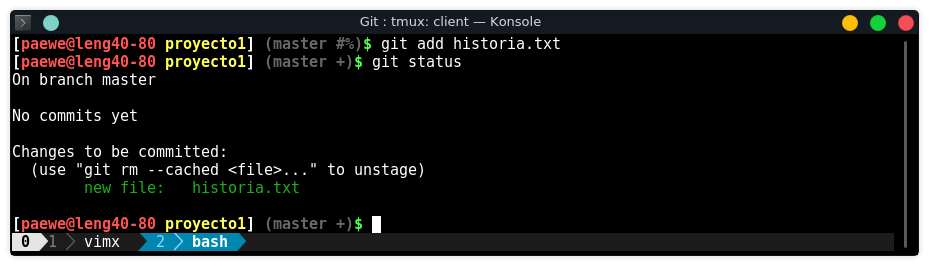 Git : tmux: client — Konsole
[paewe@leng40-80 proyecto1] (master #%)$ git add historia.txt
[paewe@leng40-80 proyecto1] (master +)$ git status
On branch master
No commits yet
Changes to be committed:
  (use "git rm --cached <file>..." to unstage)
        new file:   historia.txt
[paewe@leng40-80 proyecto1] (master +)$
0 1 vimx 2 bash